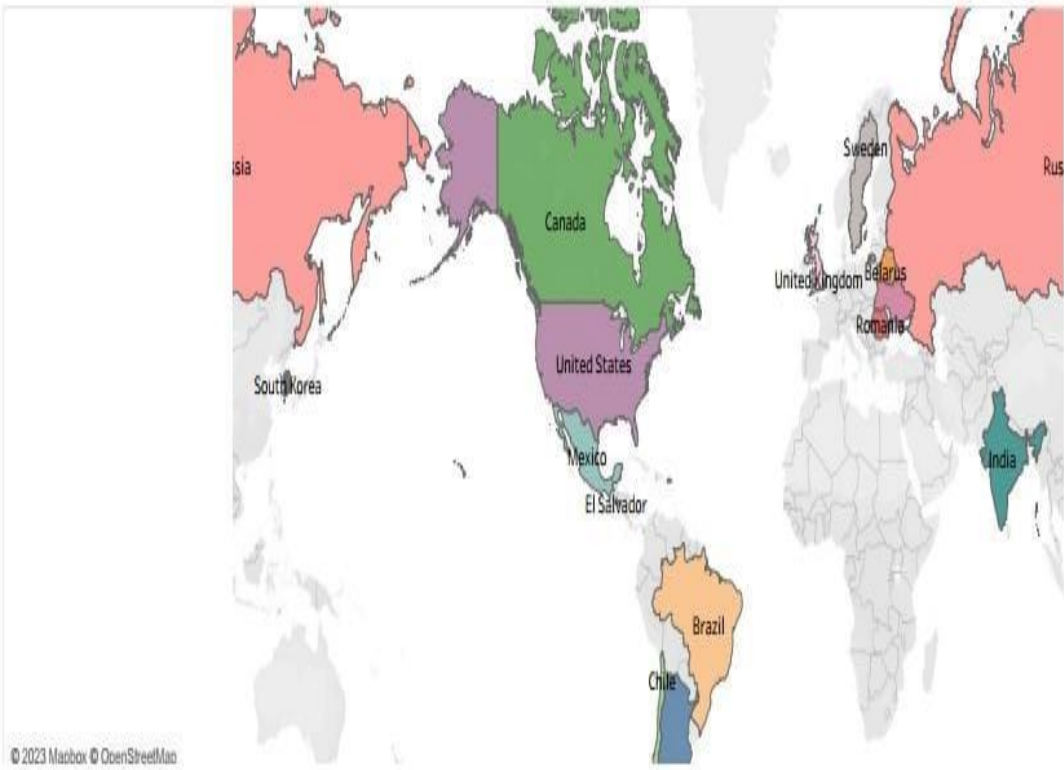 Sweden
ssia
Rus
Canada
United Kingdom
Belarus
Romania
United States
South Korea
Mexico
India
El Salvador
Brazil
Chile
© 2023 Mapbox © OpenStreetMap